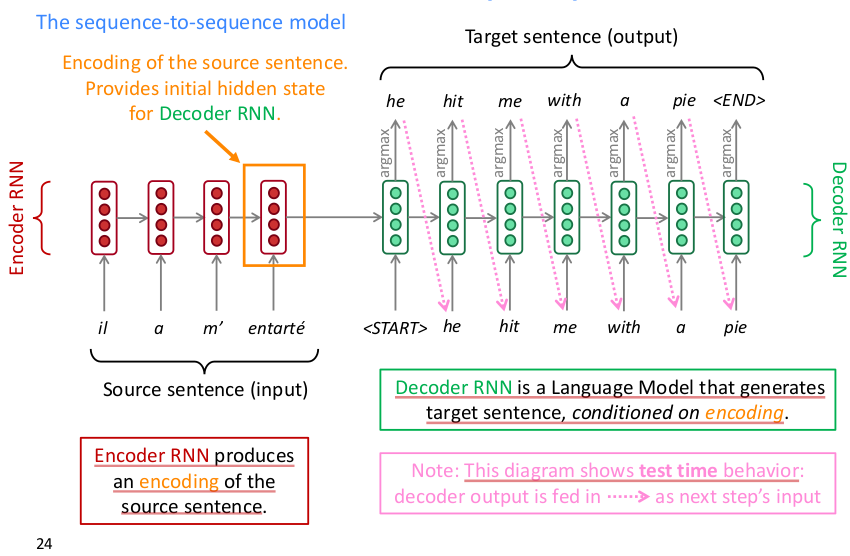 The sequence-to-sequence model
Encoding of the source sentence.
Provides initial hidden state
for Decoder RNN.
Target sentence (output)
he hit me with a pie <END>
argmax argmax argmax argmax argmax argmax argmax
Encoder RNN
Decoder RNN
il a m’ entarté <START> he hit me with a pie
Source sentence (input)
Decoder RNN is a Language Model that generates
target sentence, conditioned on encoding.
Encoder RNN produces
an encoding of the
source sentence.
Note: This diagram shows test time behavior:
decoder output is fed in as next step’s input
24